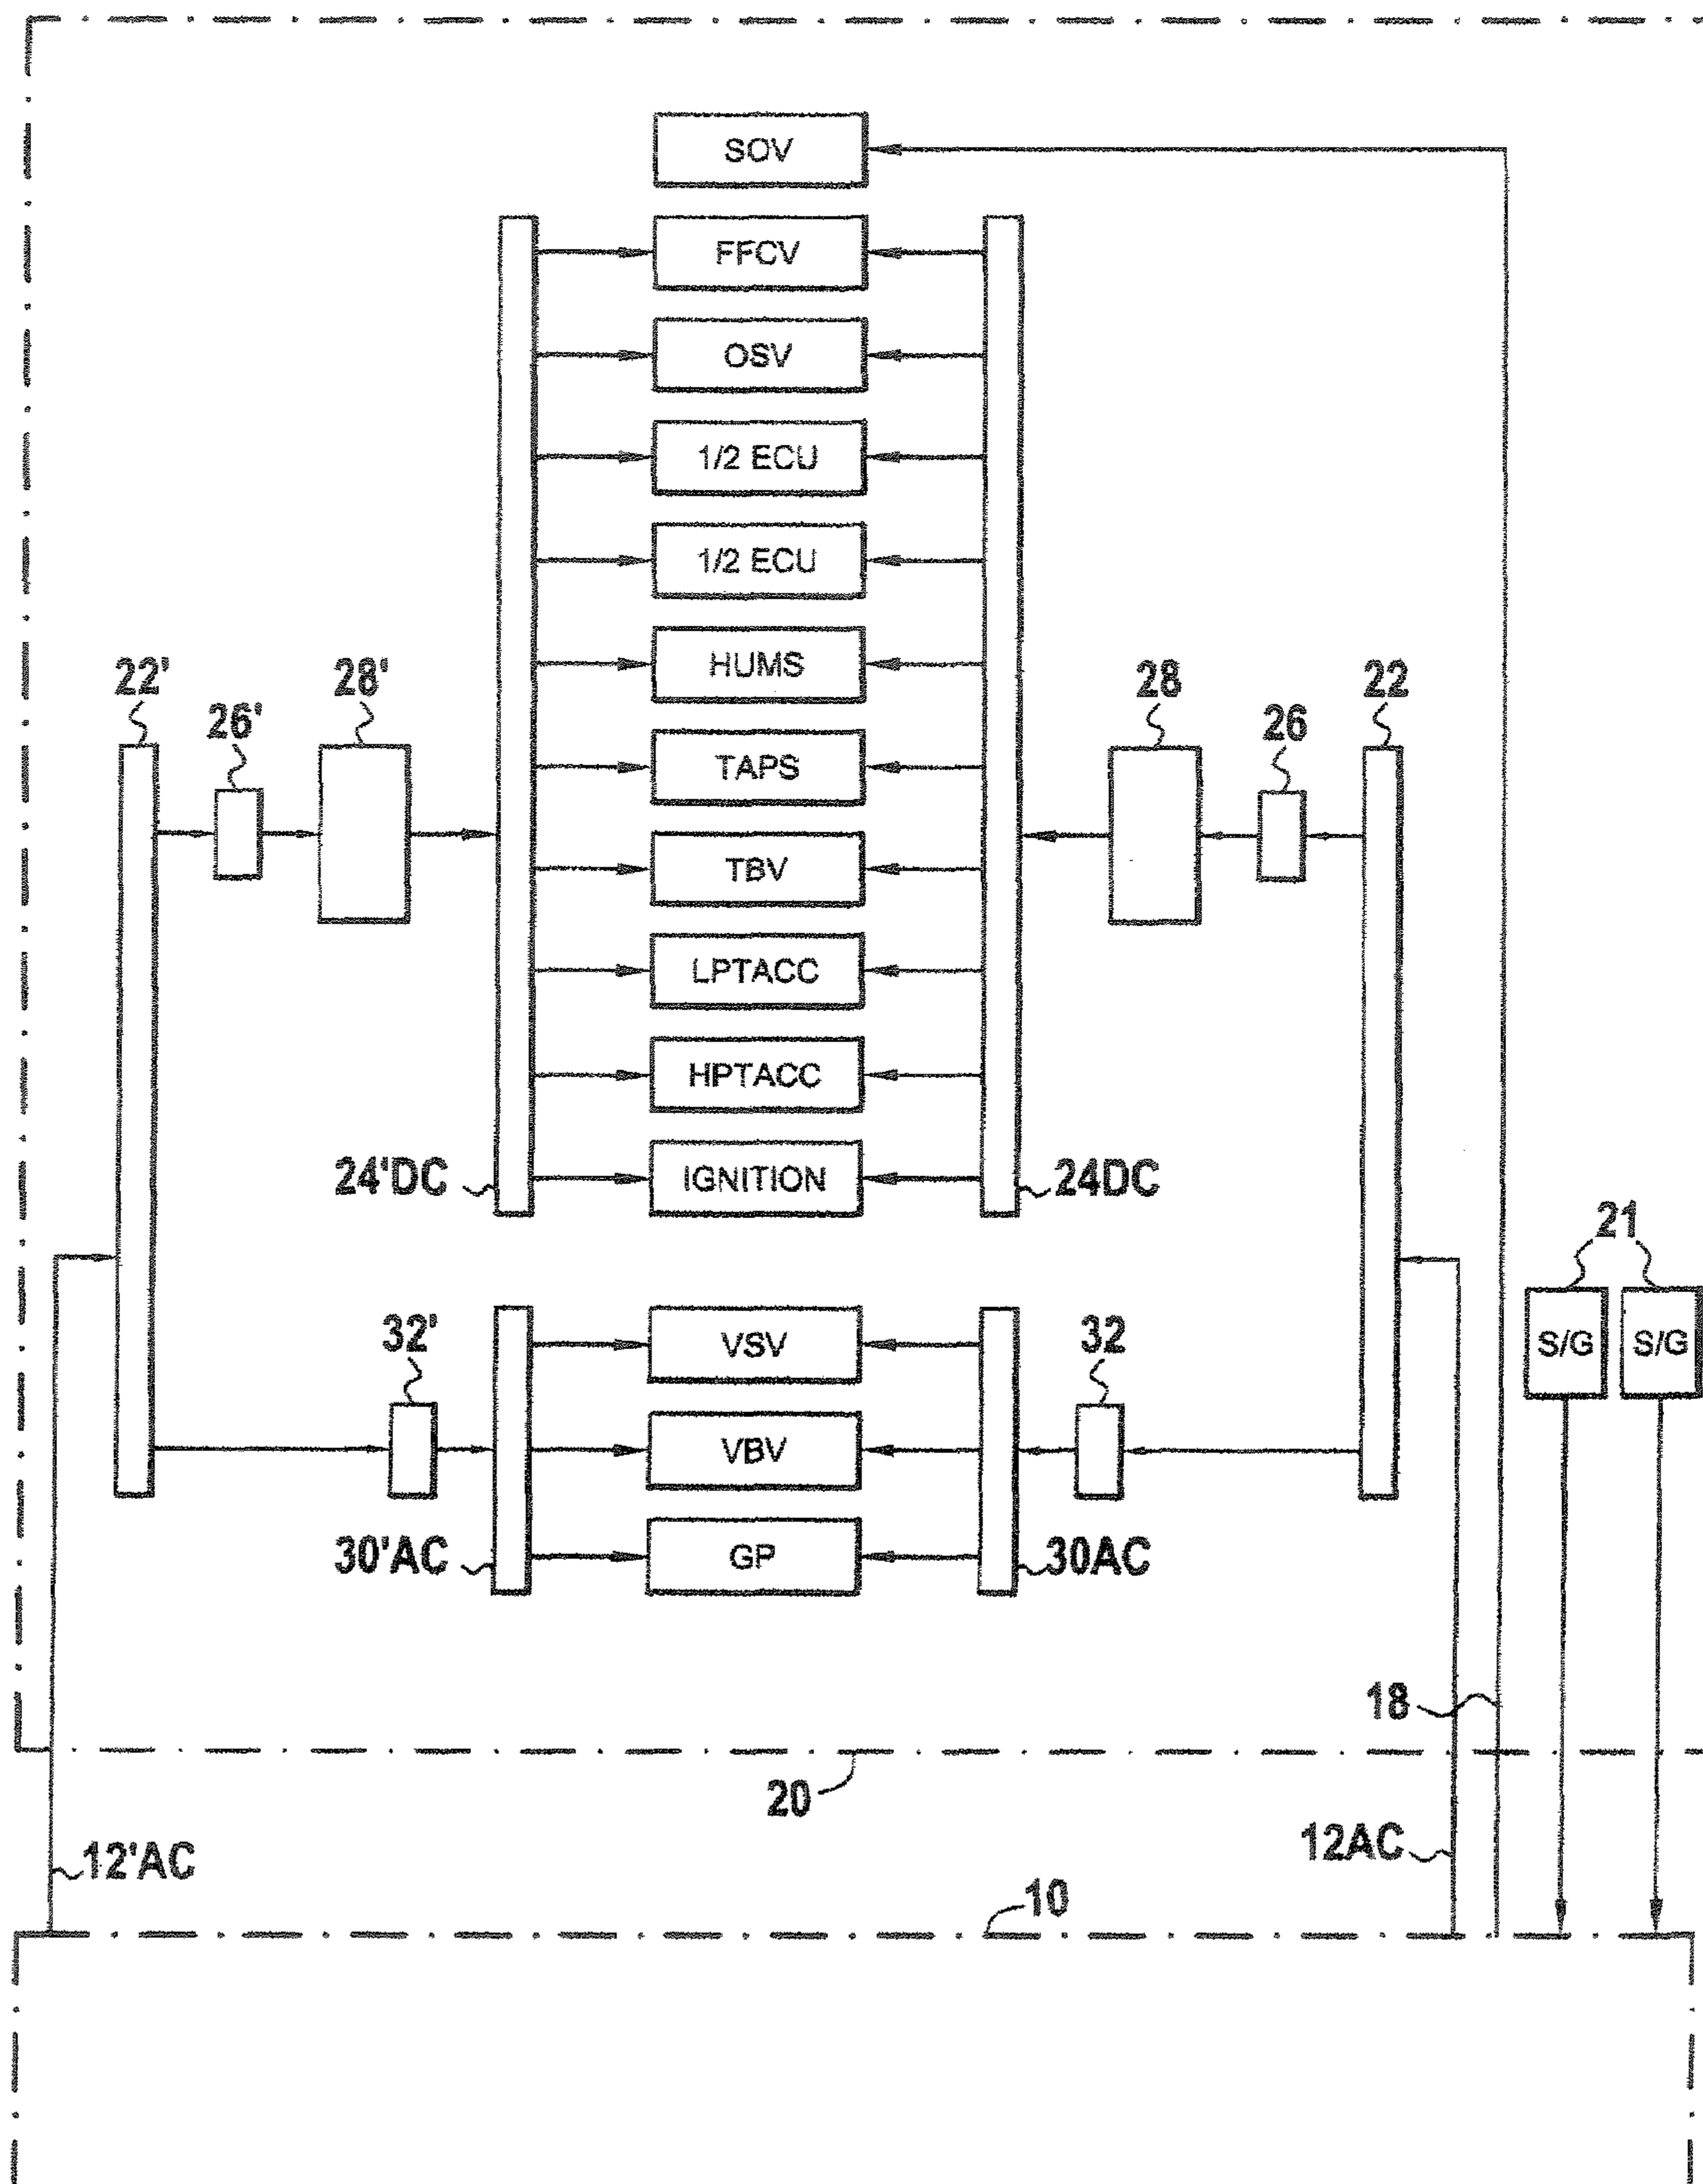 SOV
FFCV
OSV
1/2 ECU
1/2 ECU
HUMS
22'
28'
28
22
26'
26
TAPS
TBV
LPTACC
HPTACC
24'DC
IGNITION
24DC
21
32'
VSV
32
S/G
S/G
VBV
30'AC
GP
30AC
18
20
12'AC
12AC
10